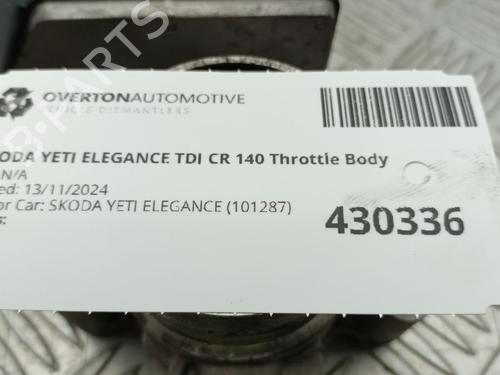 OVERTONAUTOMOTIVE
VEHICLE DISMANTLERS
ODA YETI ELEGANCE TDI CR 140 Throttle Body
N/A
ed: 13/11/2024
or Car: SKODA YETI ELEGANCE (101287)
s:
430336
B-PARTS